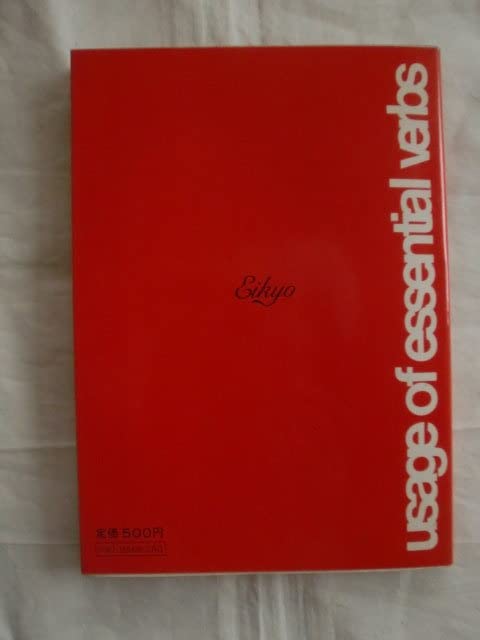 usage of essential verbs
Eikyo
定価 500円